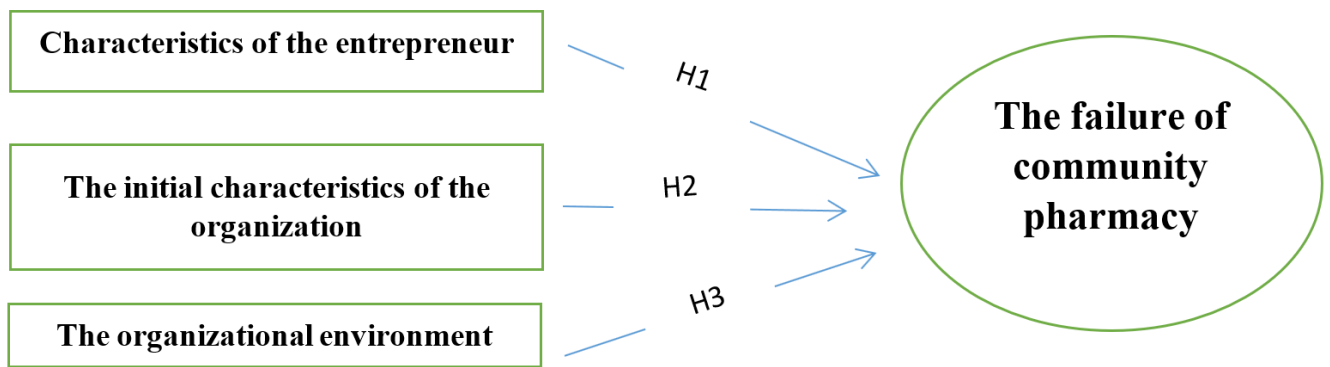 Characteristics of the entrepreneur
H1
The initial characteristics of the
organization
H2
The organizational environment
H3
The failure of
community
pharmacy